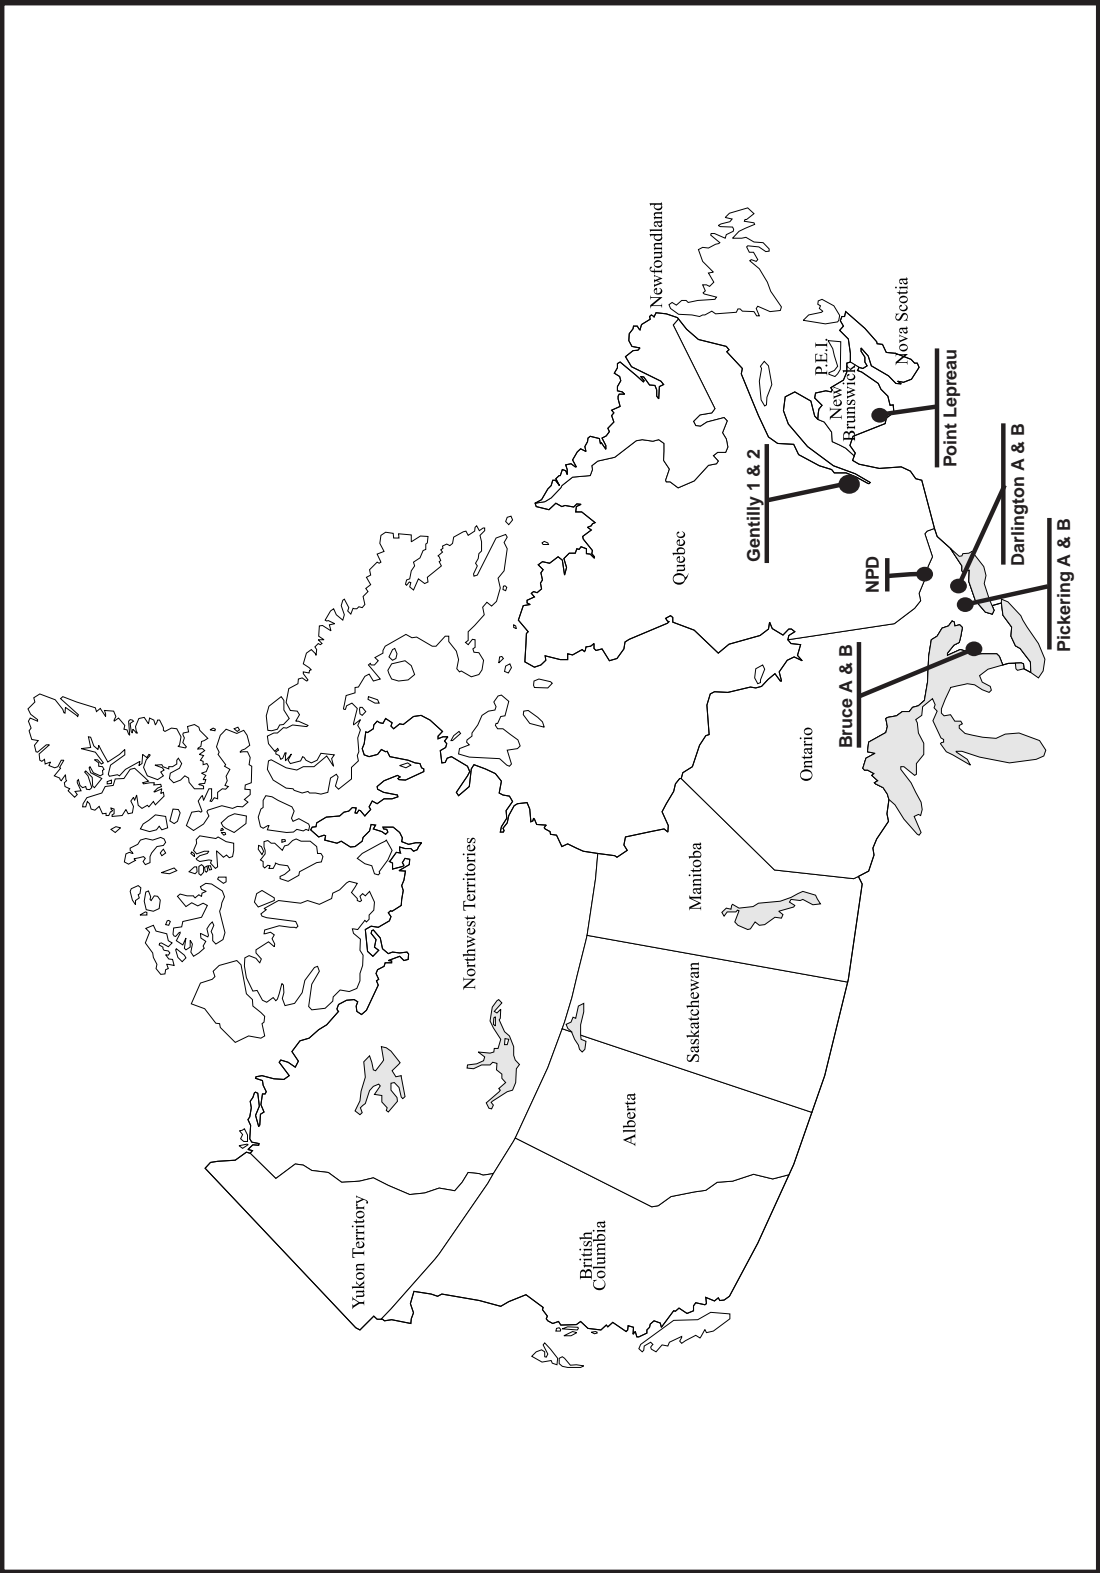 Yukon Territory
Northwest Territories
British
Columbia
Alberta
Saskatchewan
Manitoba
Ontario
Quebec
Newfoundland
P.E.I.
New
Brunswick
Nova Scotia
Gentilly 1 & 2
Point Lepreau
NPD
Darlington A & B
Pickering A & B
Bruce A & B